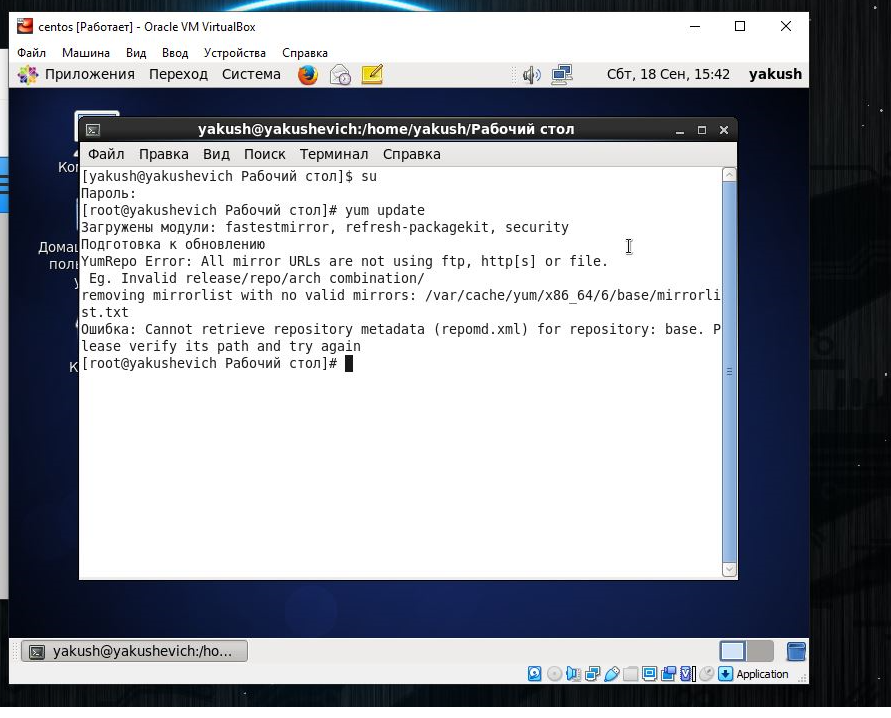 centos [Работает] - Oracle VM VirtualBox
Файл Машина Вид Ввод Устройства Справка
Приложения Переход Система Сбт, 18 Сен, 15:42 yakush
yakush@yakushevich:/home/yakush/Рабочий стол
Файл Правка Вид Поиск Терминал Справка
[yakush@yakushevich Рабочий стол]$ su
Пароль:
[root@yakushevich Рабочий стол]# yum update
Загружены модули: fastestmirror, refresh-packagekit, security
Подготовка к обновлению
YumRepo Error: All mirror URLs are not using ftp, http[s] or file.
Eg. Invalid release/repo/arch combination/
removing mirrorlist with no valid mirrors: /var/cache/yum/x86_64/6/base/mirrorli
st.txt
Ошибка: Cannot retrieve repository metadata (repomd.xml) for repository: base. P
lease verify its path and try again
[root@yakushevich Рабочий стол]#
yakush@yakushevich:/ho...
Application